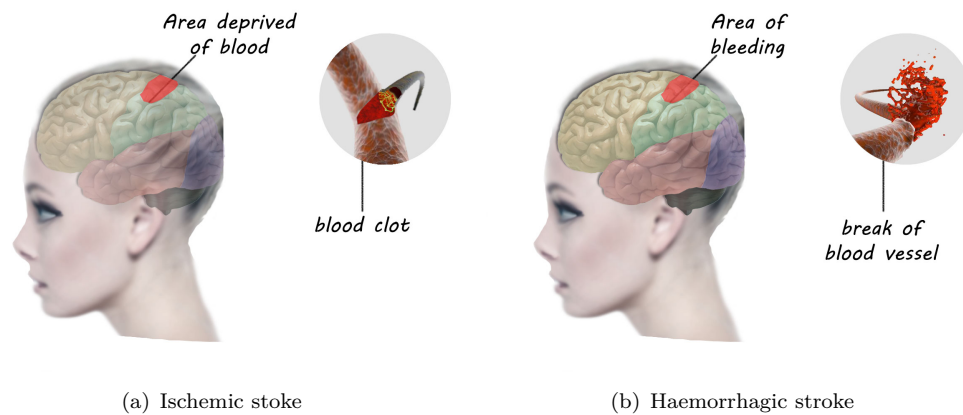 Area deprived
of blood
blood clot
Area of
bleeding
break of
blood vessel
(a) Ischemic stoke
(b) Haemorrhagic stroke